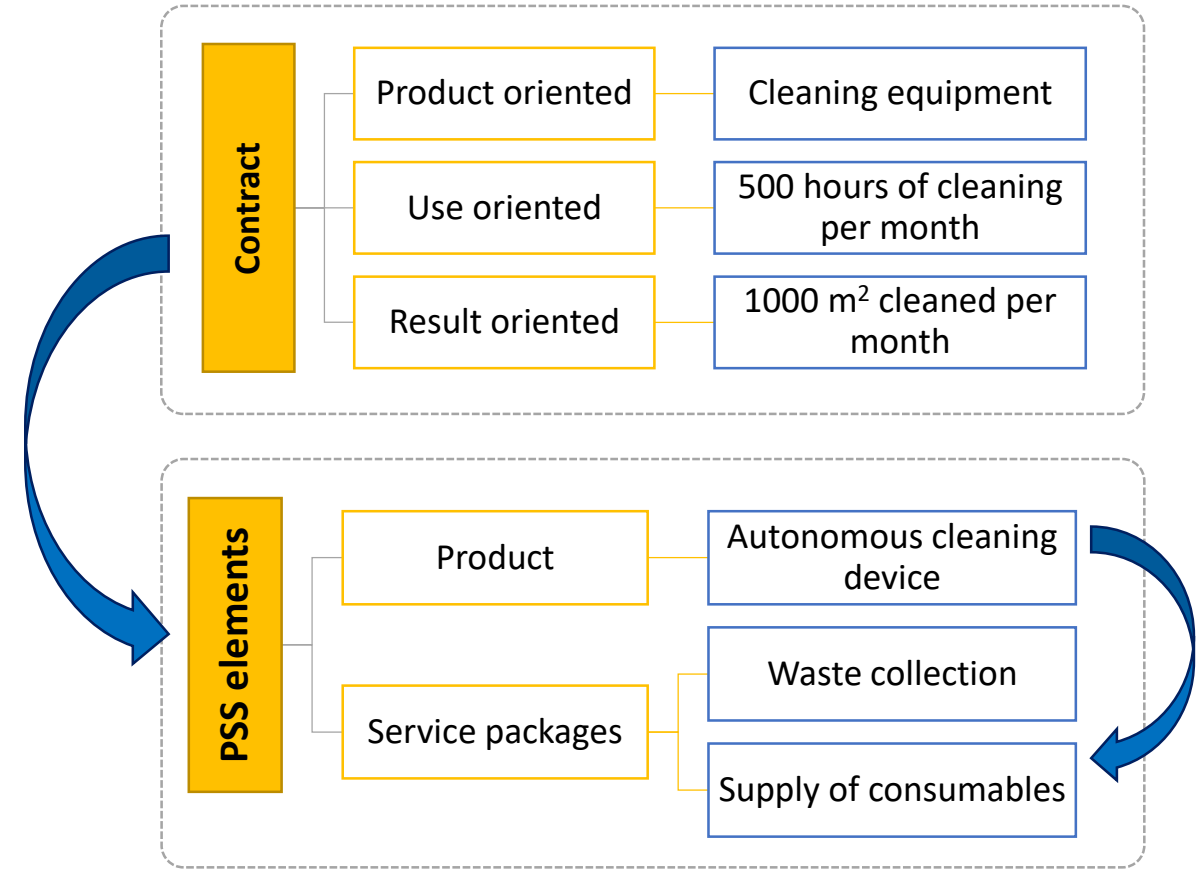 Contract
Product oriented
Cleaning equipment
Use oriented
500 hours of cleaning
per month
Result oriented
1000 m² cleaned per
month
PSS elements
Product
Autonomous cleaning
device
Service packages
Waste collection
Supply of consumables